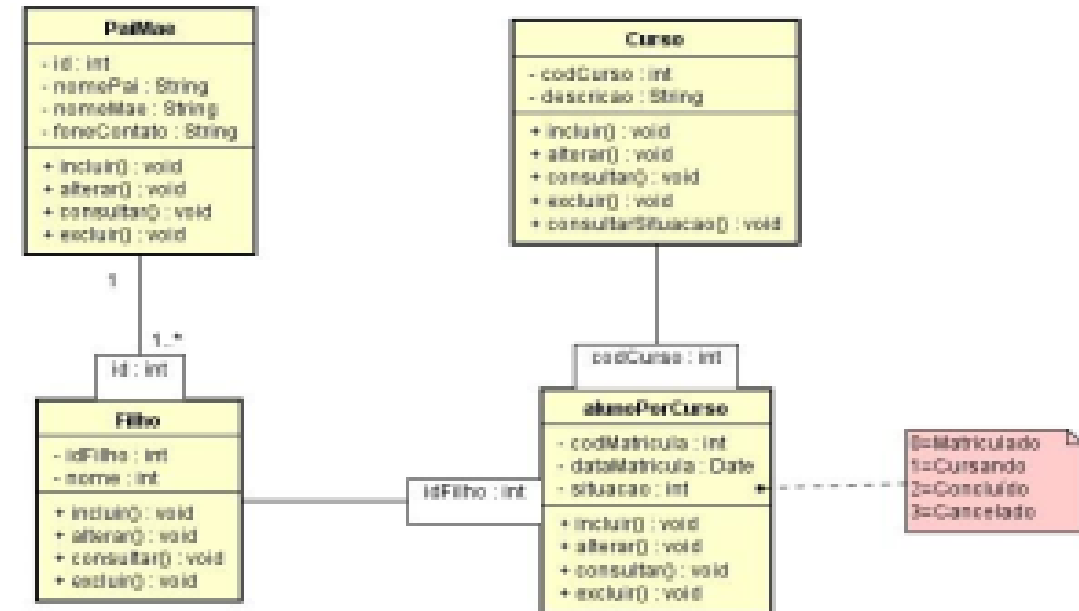 PaiMae
- id : int
- nomePai : String
- nomeMae : String
- foneContato : String
+ incluir() : void
+ alterar() : void
+ consultar() : void
+ excluir() : void
Curso
- codCurso : int
- descricao : String
+ incluir() : void
+ alterar() : void
+ consultar() : void
+ excluir() : void
+ consultarSituacao() : void
1
1..*
id : int
Filho
- idFilho : int
- nome : int
+ incluir() : void
+ alterar() : void
+ consultar() : void
+ excluir() : void
idFilho : int
codCurso : int
alunoPorCurso
- codMatricula : int
- dataMatricula : Date
- situacao : int
+ incluir() : void
+ alterar() : void
+ consultar() : void
+ excluir() : void
0=Matriculado
1=Cursando
2=Concluído
3=Cancelado